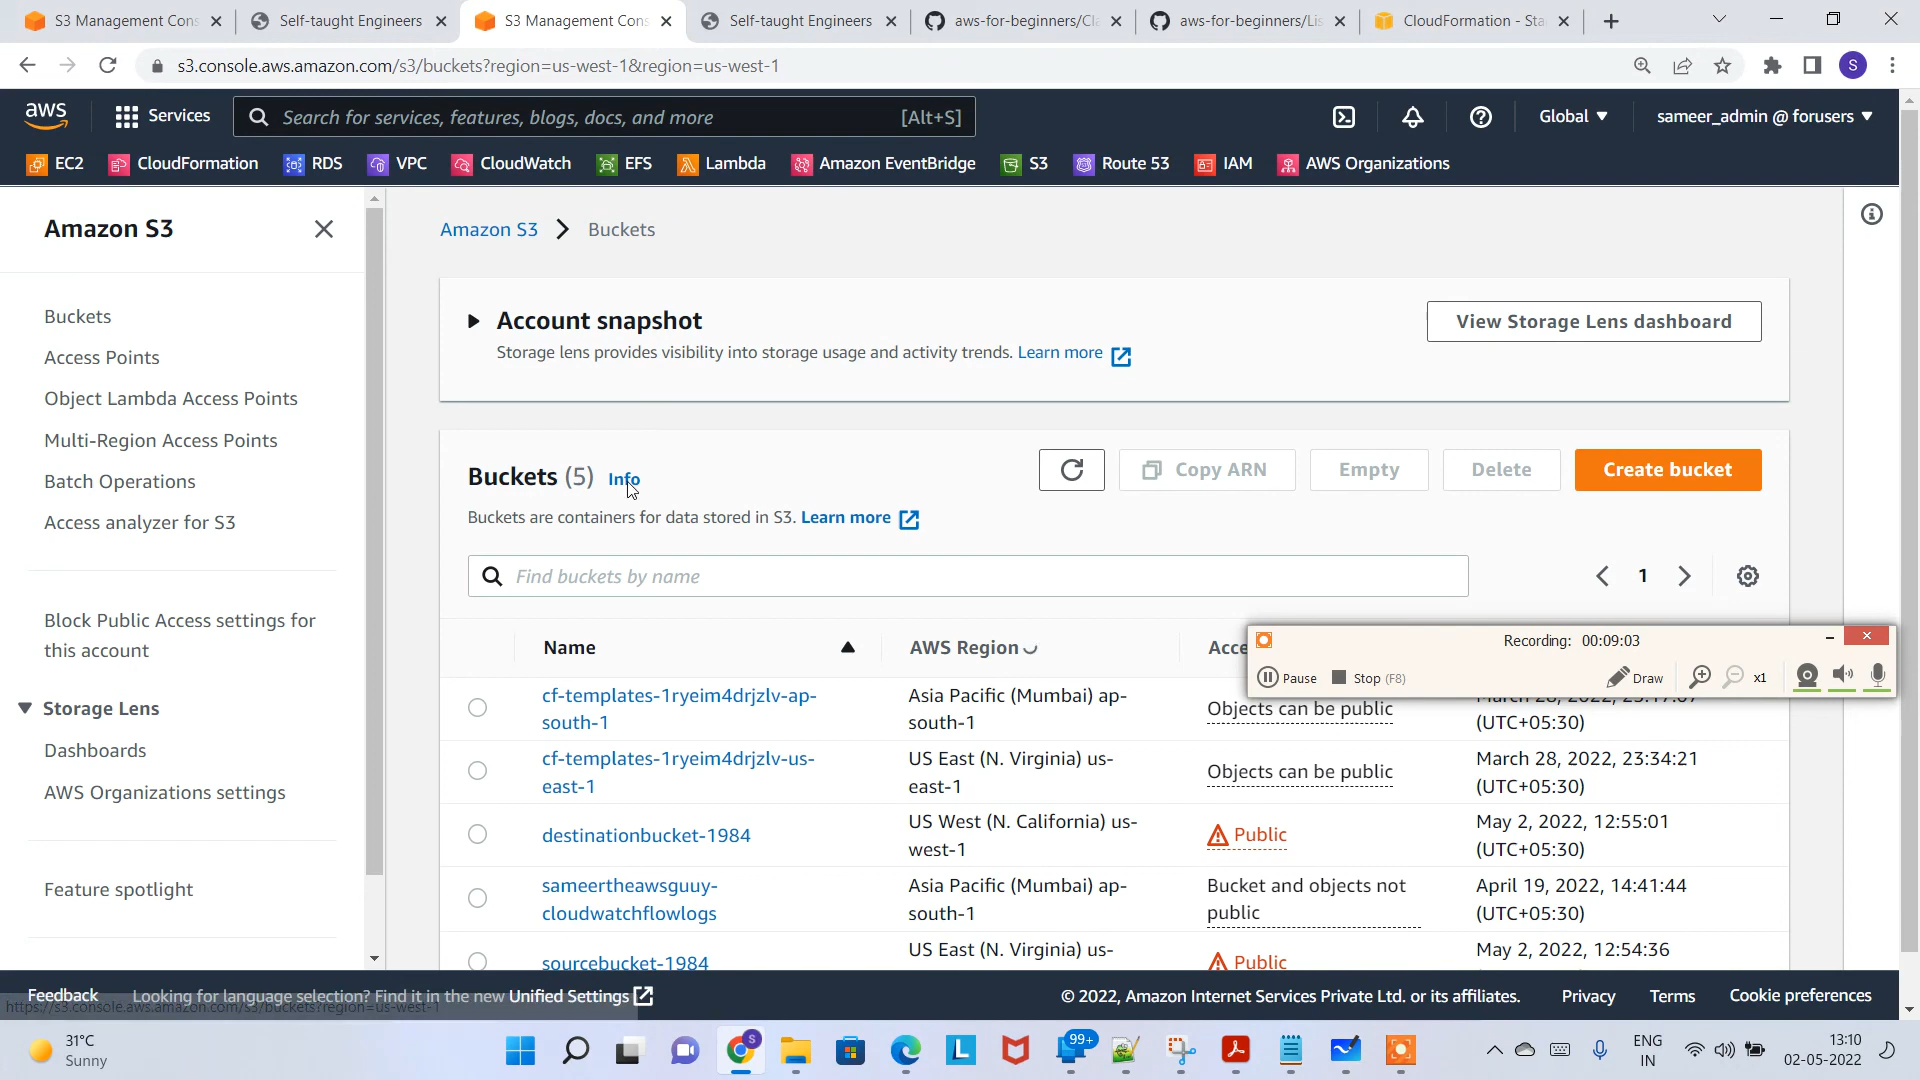 S3 Management Cons
Self-taught Engineers
S3 Management Cons
Self-taught Engineers
aws-for-beginners/Cl
aws-for-beginners/Lis
CloudFormation - Sta
s3.console.aws.amazon.com/s3/buckets?region=us-west-1&region=us-west-1
S
aws
Services
Search for services, features, blogs, docs, and more
[Alt+S]
Global
sameer_admin @ forusers
EC2
CloudFormation
RDS
VPC
CloudWatch
EFS
Lambda
Amazon EventBridge
S3
Route 53
IAM
AWS Organizations
Amazon S3
Buckets
Access Points
Object Lambda Access Points
Multi-Region Access Points
Batch Operations
Access analyzer for S3
Block Public Access settings for
this account
Storage Lens
Dashboards
AWS Organizations settings
Feature spotlight
Amazon S3
Buckets
Account snapshot
Storage lens provides visibility into storage usage and activity trends. Learn more
View Storage Lens dashboard
Buckets (5) Info
Buckets are containers for data stored in S3. Learn more
Copy ARN
Empty
Delete
Create bucket
Find buckets by name
1
Name
AWS Region
Acce
Recording: 00:09:03
Pause
Stop (F8)
Draw
x1
cf-templates-1ryeim4drjzlv-ap-
south-1
Asia Pacific (Mumbai) ap-
south-1
Objects can be public
(UTC+05:30)
cf-templates-1ryeim4drjzlv-us-
east-1
US East (N. Virginia) us-
east-1
Objects can be public
March 28, 2022, 23:34:21
(UTC+05:30)
destinationbucket-1984
US West (N. California) us-
west-1
Public
May 2, 2022, 12:55:01
(UTC+05:30)
sameertheawsguuy-
cloudwatchflowlogs
Asia Pacific (Mumbai) ap-
south-1
Bucket and objects not
public
April 19, 2022, 14:41:44
(UTC+05:30)
sourcebucket-1984
US East (N. Virginia) us-
Public
May 2, 2022, 12:54:36
Feedback
Looking for language selection? Find it in the new Unified Settings
https://s3.console.aws.amazon.com/s3/buckets?region=us-west-1
© 2022, Amazon Internet Services Private Ltd. or its affiliates.
Privacy
Terms
Cookie preferences
31°C
Sunny
S
L
99+
ENG
IN
13:10
02-05-2022